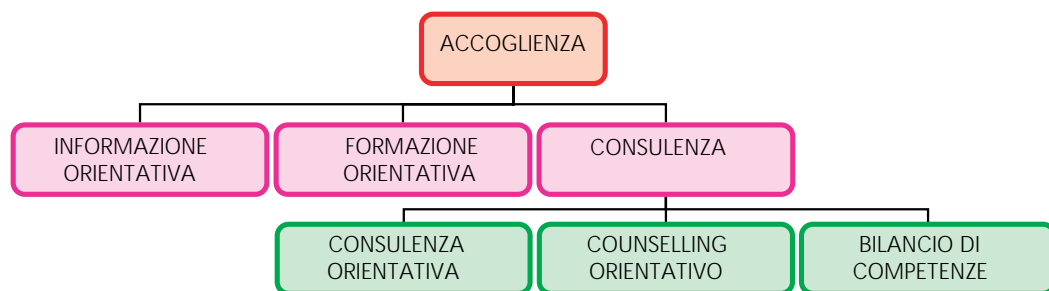 ACCOGLIENZA
INFORMAZIONE
ORIENTATIVA
FORMAZIONE
ORIENTATIVA
CONSULENZA
CONSULENZA
ORIENTATIVA
COUNSELLING
ORIENTATIVO
BILANCIO DI
COMPETENZE